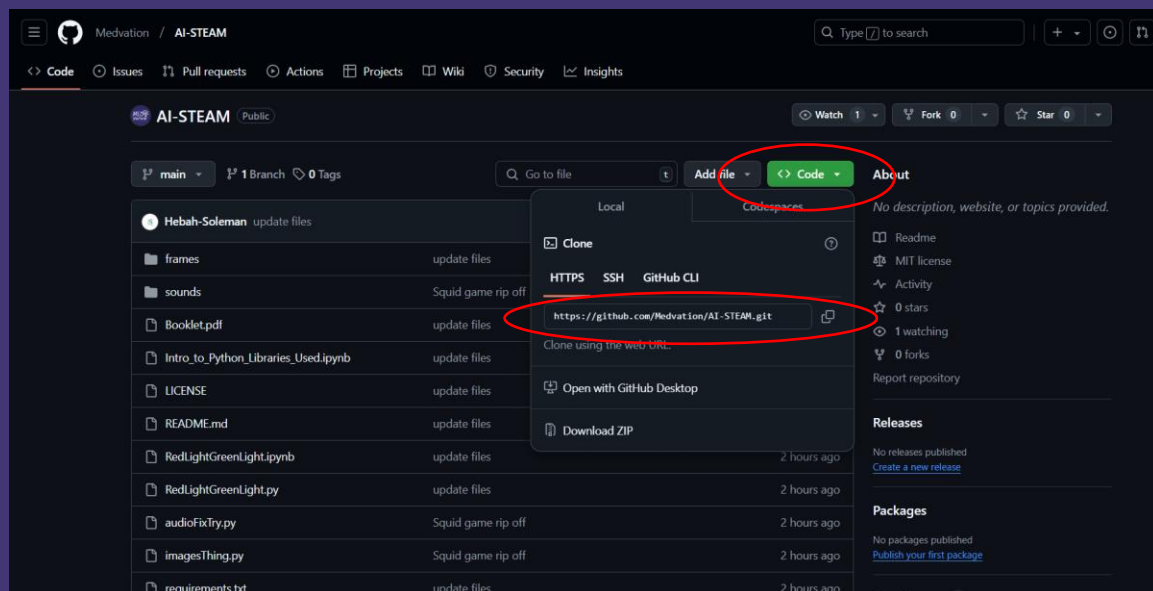 Medvation / AI-STEAM
Type / to search
Code Issues Pull requests Actions Projects Wiki Security Insights
AI-STEAM Public
Watch 1 Fork 0 Star 0
main 1 Branch 0 Tags Go to file t Add file Code
Hebah-Soleman update files
frames update files
sounds Squid game rip off
Booklet.pdf update files
Intro_to_Python_Libraries_Used.ipynb update files
LICENSE update files
README.md update files
RedLightGreenLight.ipynb update files 2 hours ago
RedLightGreenLight.py update files 2 hours ago
audioFixTry.py Squid game rip off 2 hours ago
imagesThing.py Squid game rip off 2 hours ago
requirements.txt update files 2 hours ago
Local Codespaces
Clone
HTTPS SSH GitHub CLI
https://github.com/Medvation/AI-STEAM.git
Clone using the web URL.
Open with GitHub Desktop
Download ZIP
About
No description, website, or topics provided.
Readme
MIT license
Activity
0 stars
1 watching
0 forks
Report repository
Releases
No releases published
Create a new release
Packages
No packages published
Publish your first package